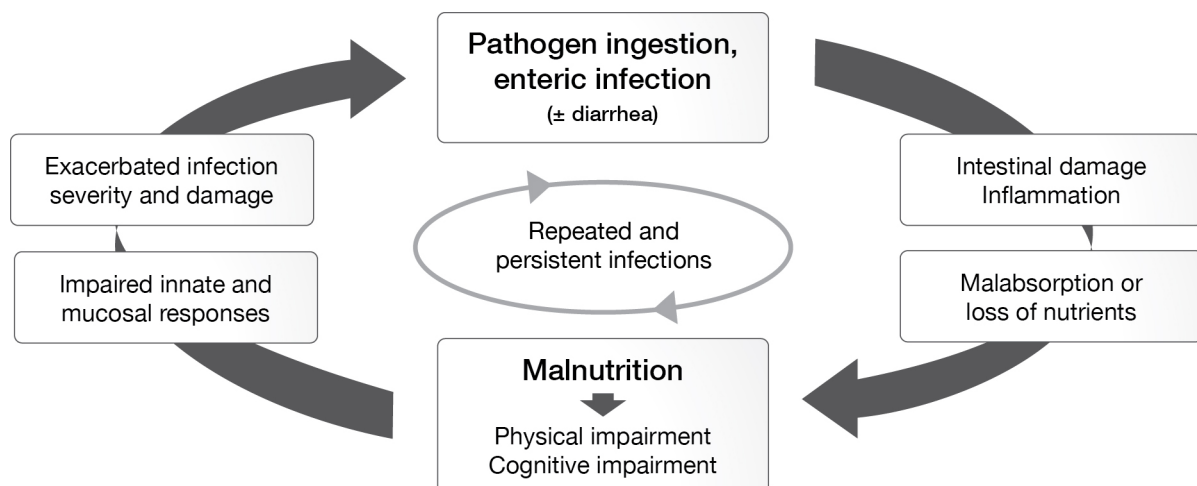 Pathogen ingestion,
enteric infection
(± diarrhea)
Intestinal damage
Inflammation
Malabsorption or
loss of nutrients
Malnutrition
Physical impairment
Cognitive impairment
Impaired innate and
mucosal responses
Exacerbated infection
severity and damage
Repeated and
persistent infections